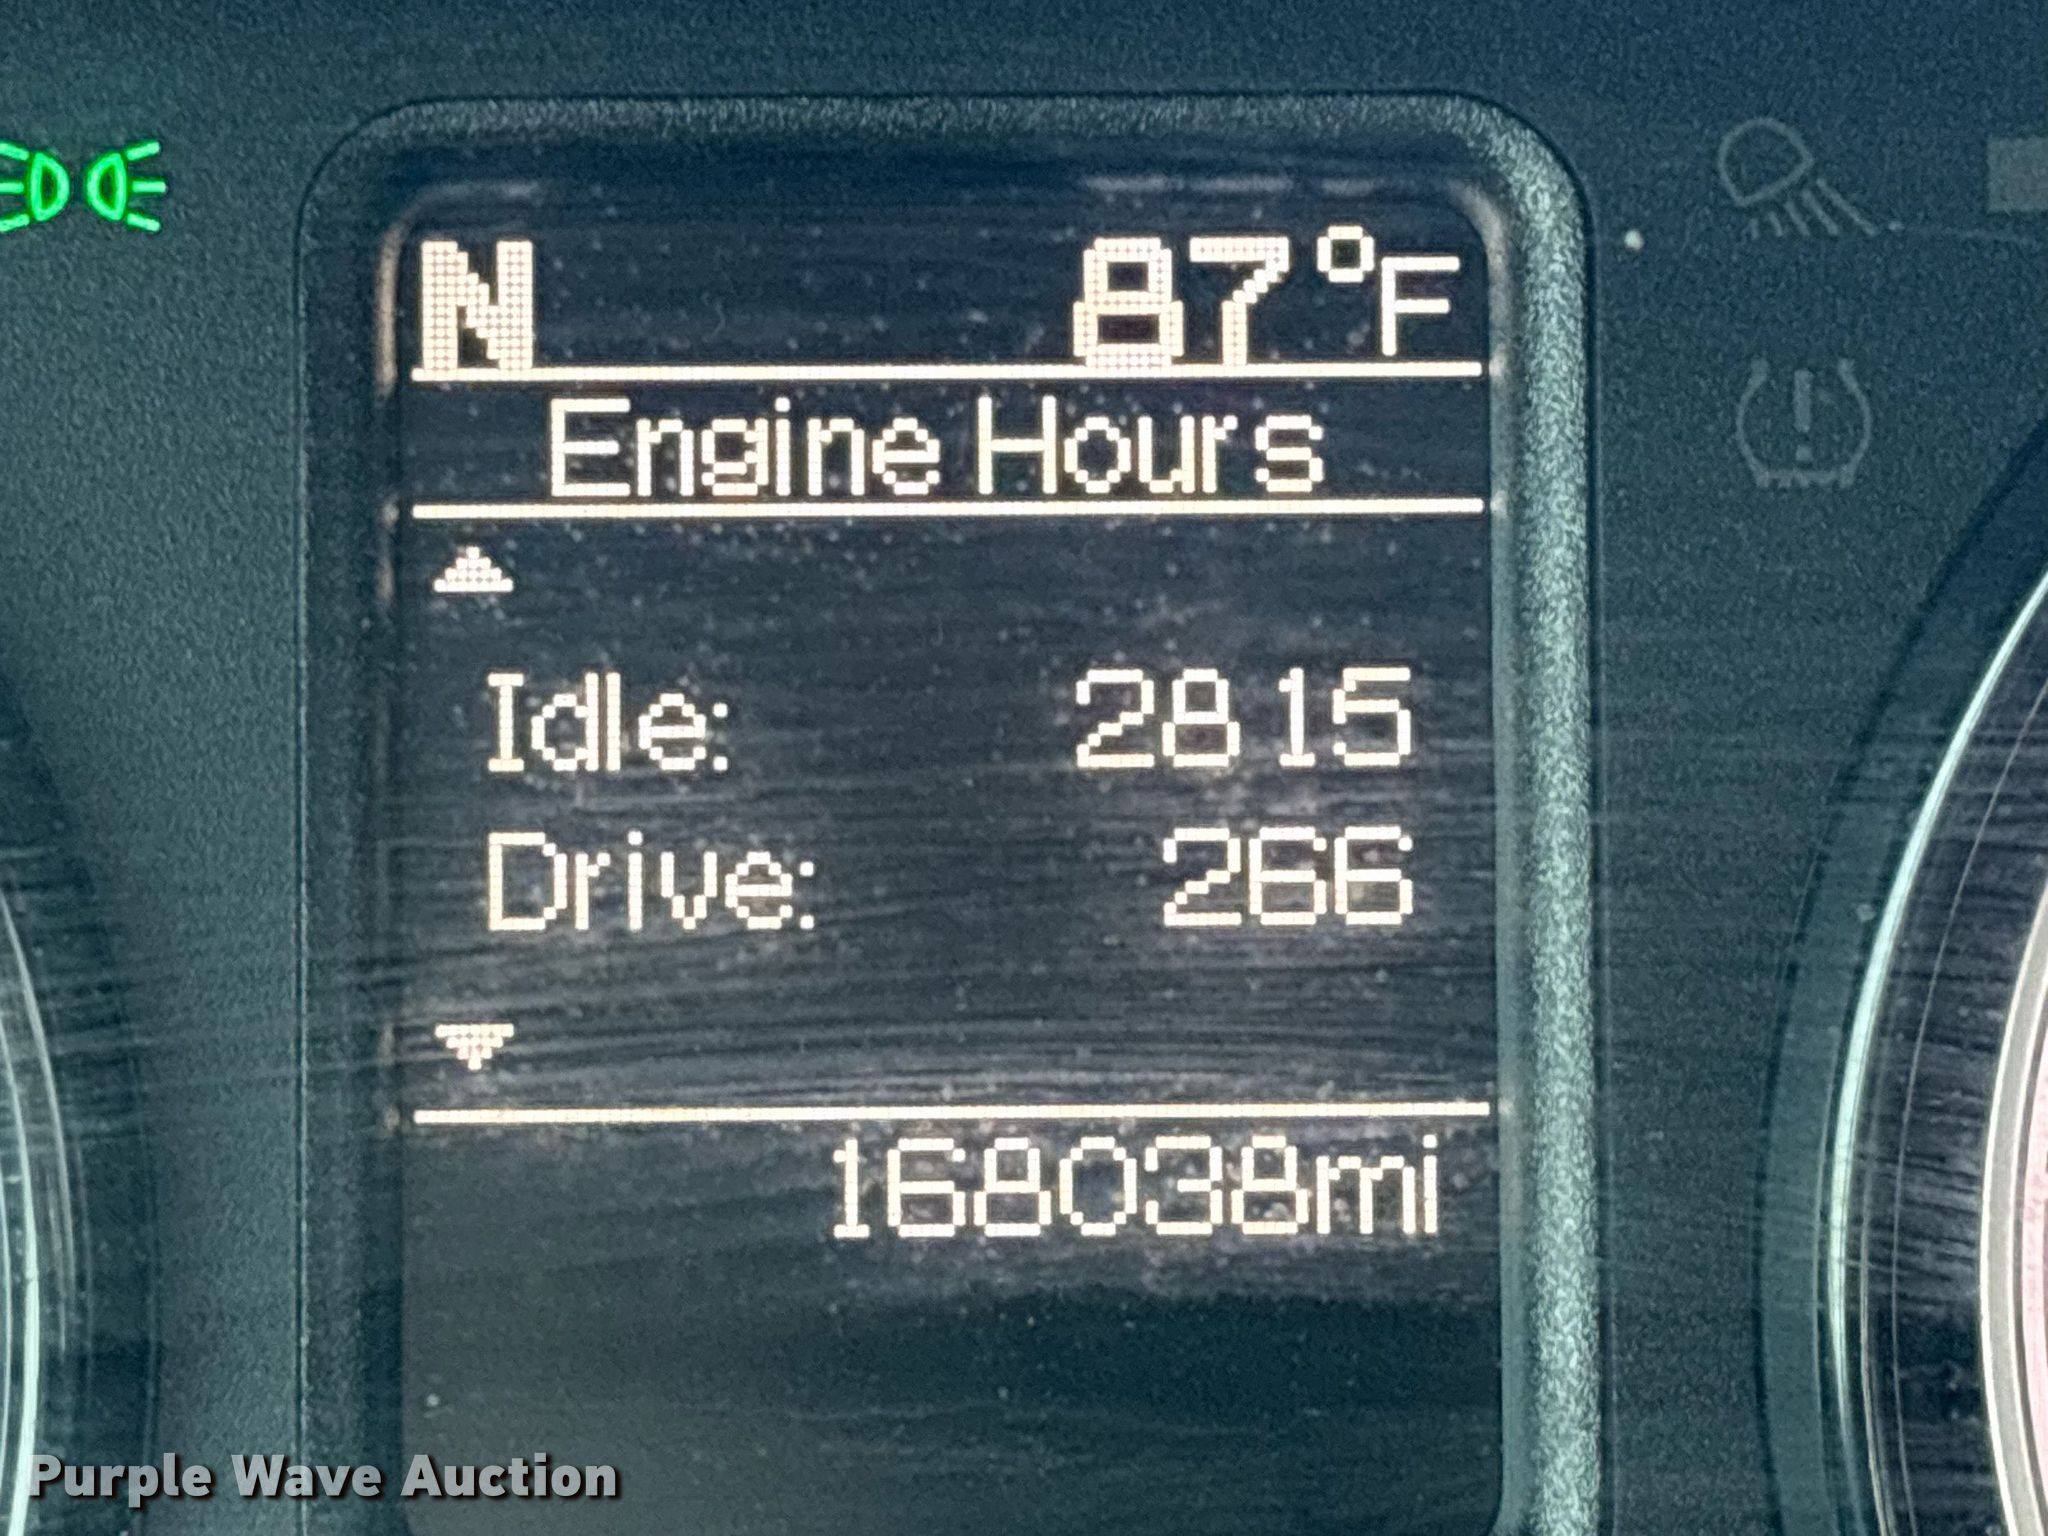 N 87°F
Engine Hours
Idle: 2815
Drive: 266
168038mi
Purple Wave Auction